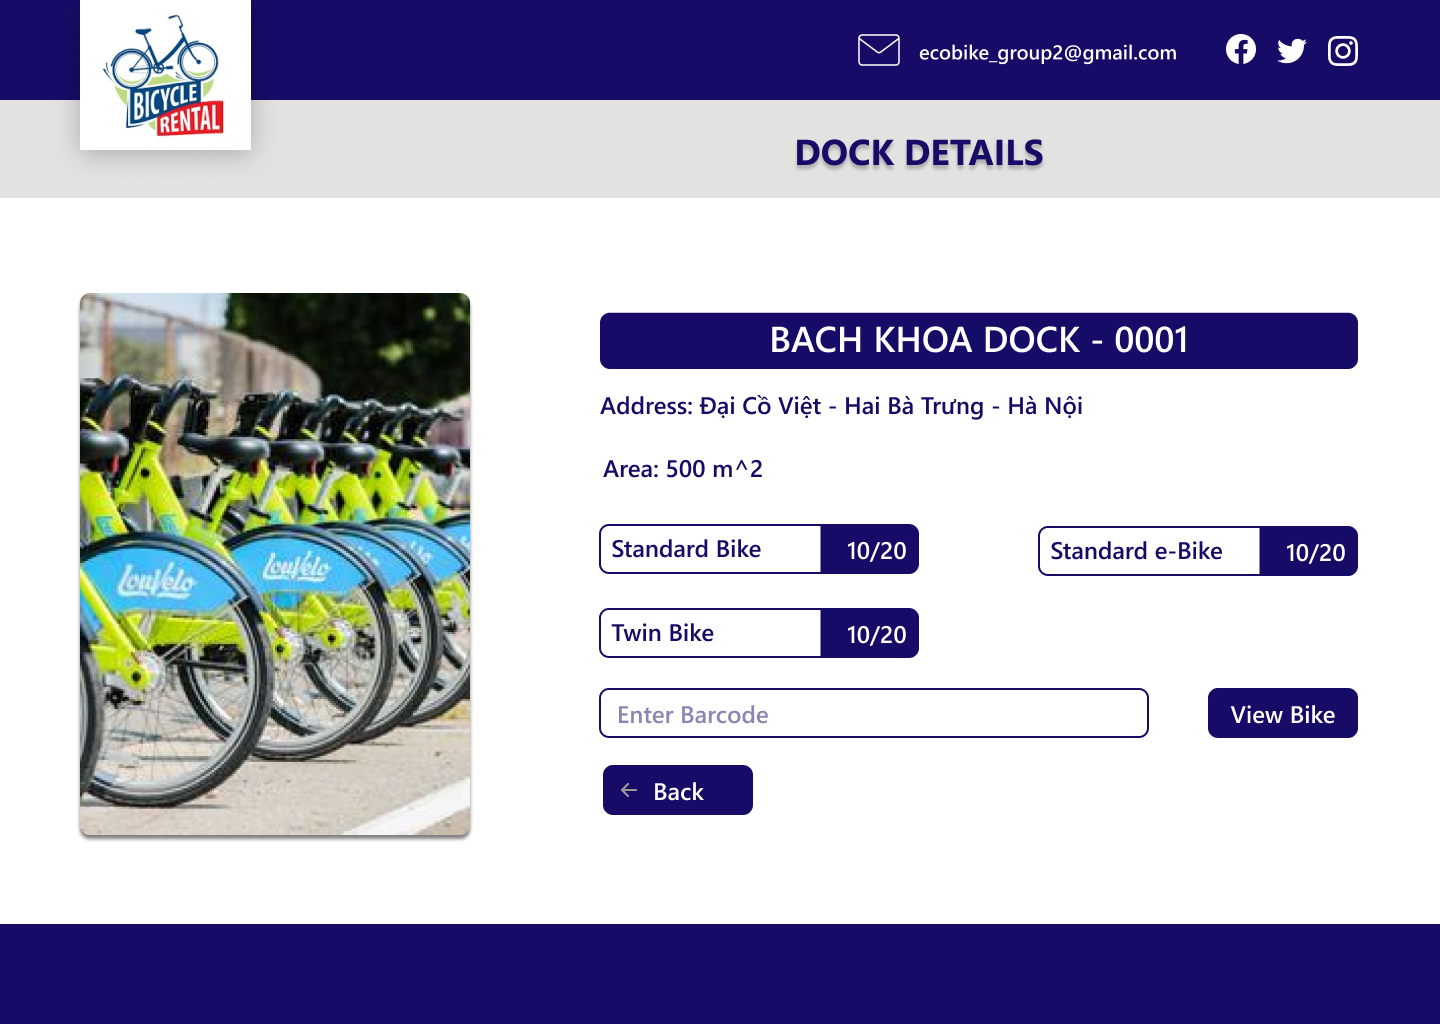 BICYCLE
RENTAL
ecobike_group2@gmail.com
DOCK DETAILS
LouVelo
LouVelo
BACH KHOA DOCK - 0001
Address: Đại Cồ Việt - Hai Bà Trưng - Hà Nội
Area: 500 m^2
Standard Bike 10/20
Standard e-Bike 10/20
Twin Bike 10/20
Enter Barcode
View Bike
← Back